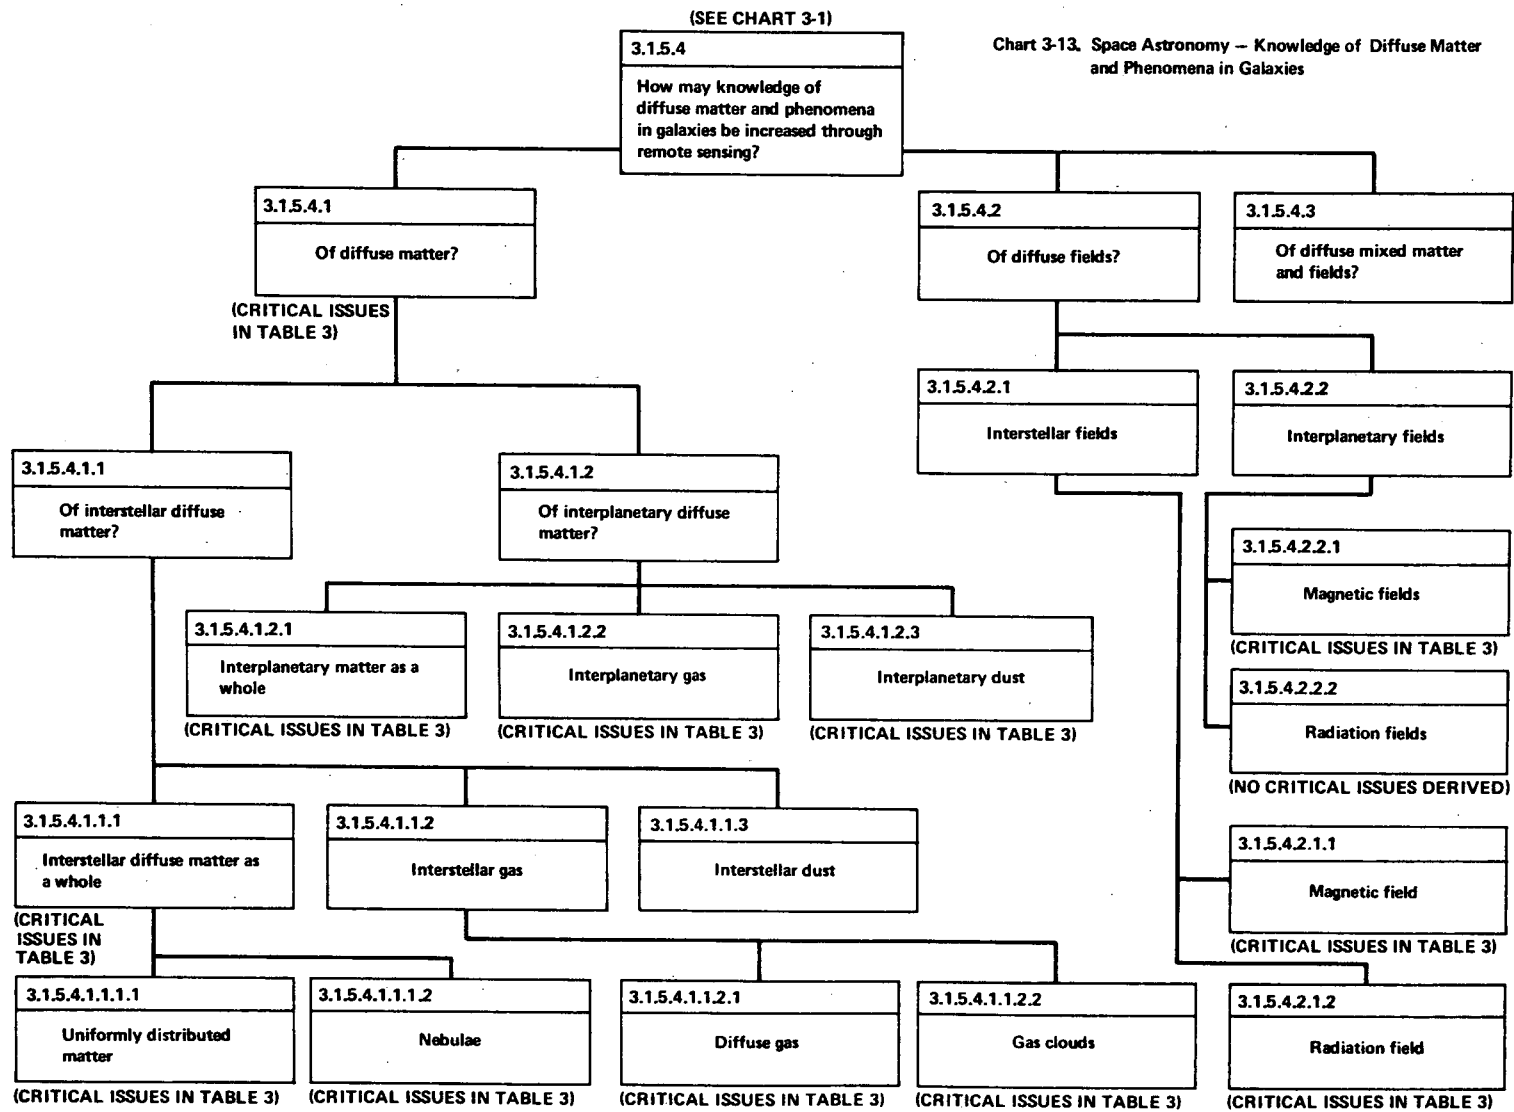 (SEE CHART 3-1)
Chart 3-13. Space Astronomy — Knowledge of Diffuse Matter
and Phenomena in Galaxies
3.1.5.4
How may knowledge of
diffuse matter and phenomena
in galaxies be increased through
remote sensing?
3.1.5.4.1
Of diffuse matter?
(CRITICAL ISSUES
IN TABLE 3)
3.1.5.4.2
Of diffuse fields?
3.1.5.4.3
Of diffuse mixed matter
and fields?
3.1.5.4.2.1
Interstellar fields
3.1.5.4.2.2
Interplanetary fields
3.1.5.4.1.1
Of interstellar diffuse
matter?
3.1.5.4.1.2
Of interplanetary diffuse
matter?
3.1.5.4.2.2.1
Magnetic fields
(CRITICAL ISSUES IN TABLE 3)
3.1.5.4.1.2.1
Interplanetary matter as a
whole
(CRITICAL ISSUES IN TABLE 3)
3.1.5.4.1.2.2
Interplanetary gas
(CRITICAL ISSUES IN TABLE 3)
3.1.5.4.1.2.3
Interplanetary dust
(CRITICAL ISSUES IN TABLE 3)
3.1.5.4.2.2.2
Radiation fields
(NO CRITICAL ISSUES DERIVED)
3.1.5.4.1.1.1
Interstellar diffuse matter as
a whole
(CRITICAL
ISSUES IN
TABLE 3)
3.1.5.4.1.1.2
Interstellar gas
3.1.5.4.1.1.3
Interstellar dust
3.1.5.4.2.1.1
Magnetic field
(CRITICAL ISSUES IN TABLE 3)
3.1.5.4.1.1.1.1
Uniformly distributed
matter
(CRITICAL ISSUES IN TABLE 3)
3.1.5.4.1.1.1.2
Nebulae
(CRITICAL ISSUES IN TABLE 3)
3.1.5.4.1.1.2.1
Diffuse gas
(CRITICAL ISSUES IN TABLE 3)
3.1.5.4.1.1.2.2
Gas clouds
(CRITICAL ISSUES IN TABLE 3)
3.1.5.4.2.1.2
Radiation field
(CRITICAL ISSUES IN TABLE 3)